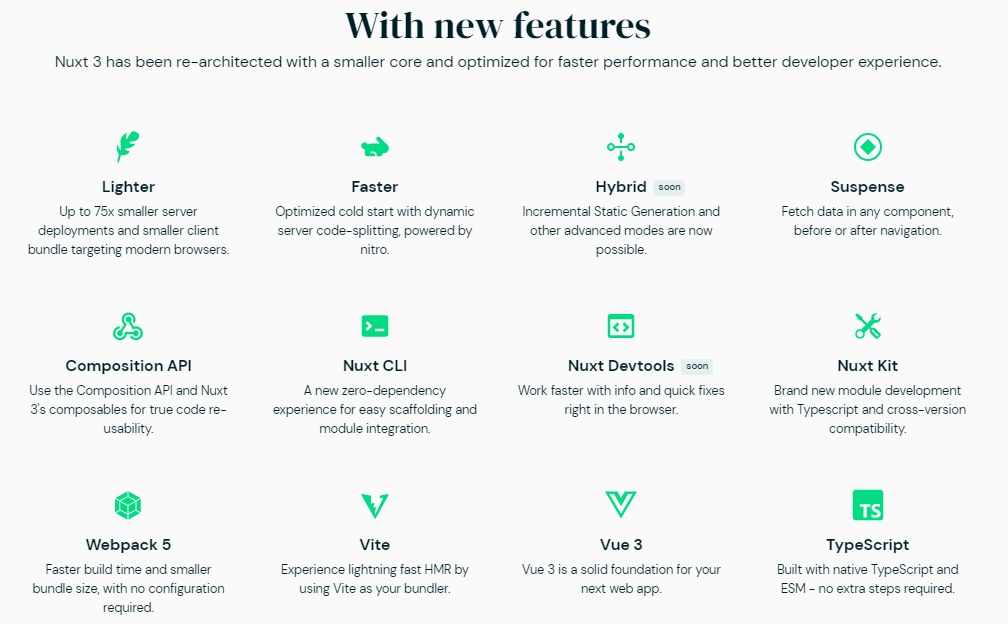 With new features
Nuxt 3 has been re-architected with a smaller core and optimized for faster performance and better developer experience.
Lighter
Up to 75x smaller server
deployments and smaller client
bundle targeting modern browsers.
Faster
Optimized cold start with dynamic
server code-splitting, powered by
nitro.
Hybrid soon
Incremental Static Generation and
other advanced modes are now
possible.
Suspense
Fetch data in any component,
before or after navigation.
Composition API
Use the Composition API and Nuxt
3's composables for true code re-
usability.
Nuxt CLI
A new zero-dependency
experience for easy scaffolding and
module integration.
Nuxt Devtools soon
Work faster with info and quick fixes
right in the browser.
Nuxt Kit
Brand new module development
with Typescript and cross-version
compatibility.
Webpack 5
Faster build time and smaller
bundle size, with no configuration
required.
Vite
Experience lightning fast HMR by
using Vite as your bundler.
Vue 3
Vue 3 is a solid foundation for your
next web app.
TS
TypeScript
Built with native TypeScript and
ESM - no extra steps required.